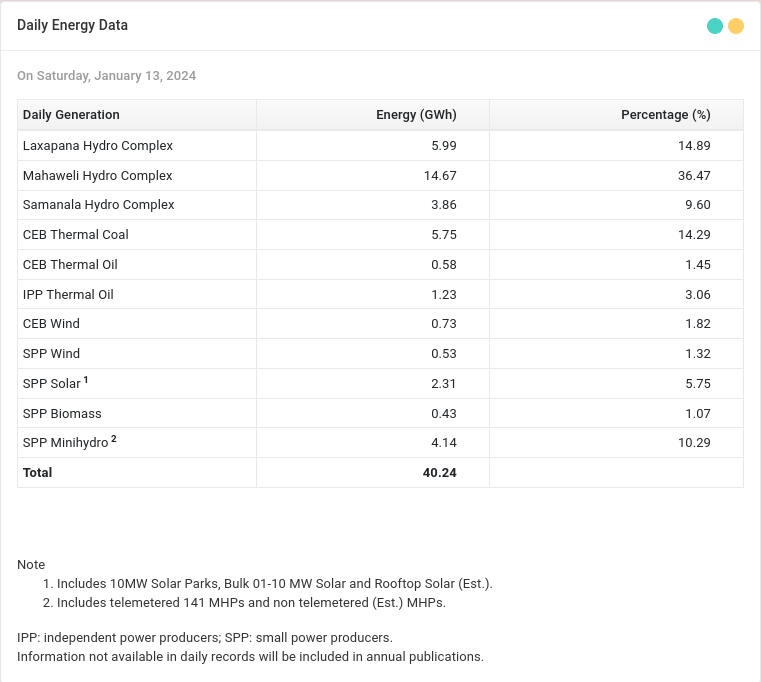 Daily Energy Data
On Saturday, January 13, 2024
Daily Generation Energy (GWh) Percentage (%)
Laxapana Hydro Complex 5.99 14.89
Mahaweli Hydro Complex 14.67 36.47
Samanala Hydro Complex 3.86 9.60
CEB Thermal Coal 5.75 14.29
CEB Thermal Oil 0.58 1.45
IPP Thermal Oil 1.23 3.06
CEB Wind 0.73 1.82
SPP Wind 0.53 1.32
SPP Solar 1 2.31 5.75
SPP Biomass 0.43 1.07
SPP Minihydro 2 4.14 10.29
Total 40.24
Note
1. Includes 10MW Solar Parks, Bulk 01-10 MW Solar and Rooftop Solar (Est.).
2. Includes telemetered 141 MHPs and non telemetered (Est.) MHPs.
IPP: independent power producers; SPP: small power producers.
Information not available in daily records will be included in annual publications.